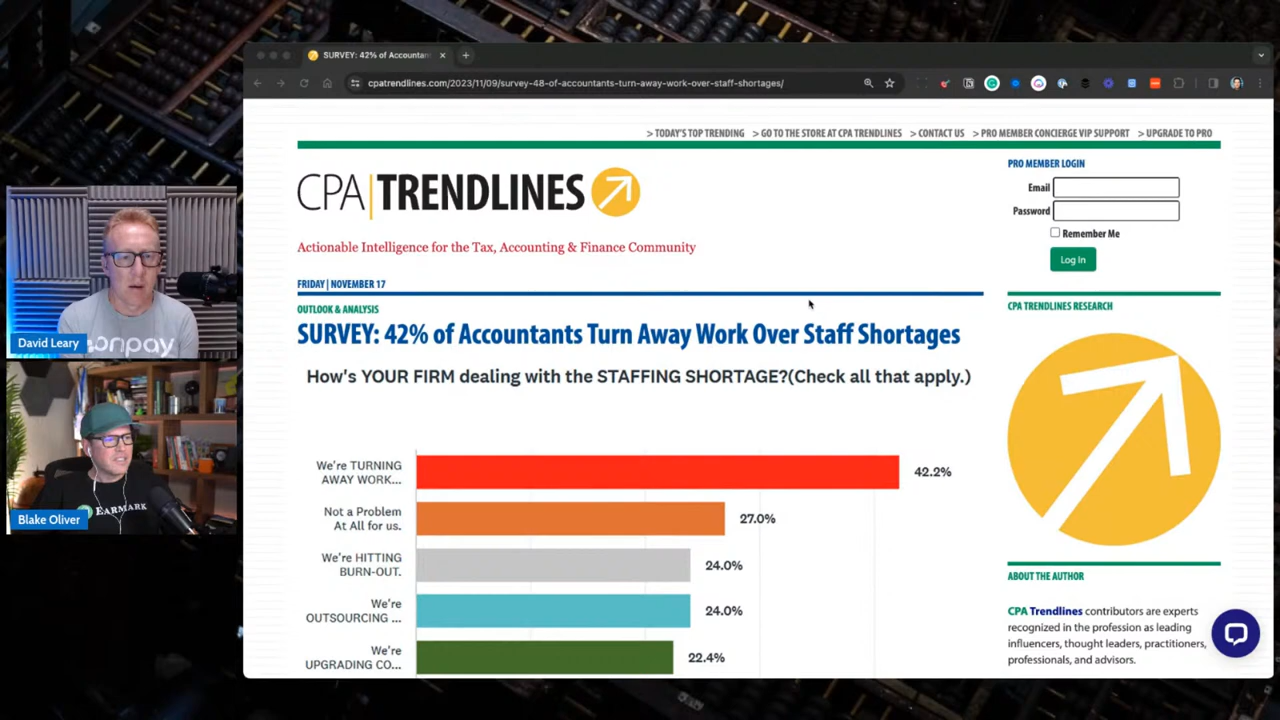 SURVEY: 42% of Accountan
cpatrendlines.com/2023/11/09/survey-48-of-accountants-turn-away-work-over-staff-shortages/
> TODAY'S TOP TRENDING > GO TO THE STORE AT CPA TRENDLINES > CONTACT US > PRO MEMBER CONCIERGE VIP SUPPORT > UPGRADE TO PRO
CPA|TRENDLINES
Actionable Intelligence for the Tax, Accounting & Finance Community
PRO MEMBER LOGIN
Email
Password
Remember Me
Log In
FRIDAY | NOVEMBER 17
OUTLOOK & ANALYSIS
SURVEY: 42% of Accountants Turn Away Work Over Staff Shortages
How's YOUR FIRM dealing with the STAFFING SHORTAGE?(Check all that apply.)
We're TURNING
AWAY WORK...
42.2%
Not a Problem
At All for us.
27.0%
We're HITTING
BURN-OUT.
24.0%
We're
OUTSOURCING ...
24.0%
We're
UPGRADING CO...
22.4%
CPA TRENDLINES RESEARCH
ABOUT THE AUTHOR
CPA Trendlines contributors are experts
recognized in the profession as leading
influencers, thought leaders, practitioners,
professionals, and advisors.
onpay
David Leary
EARMARK
Blake Oliver